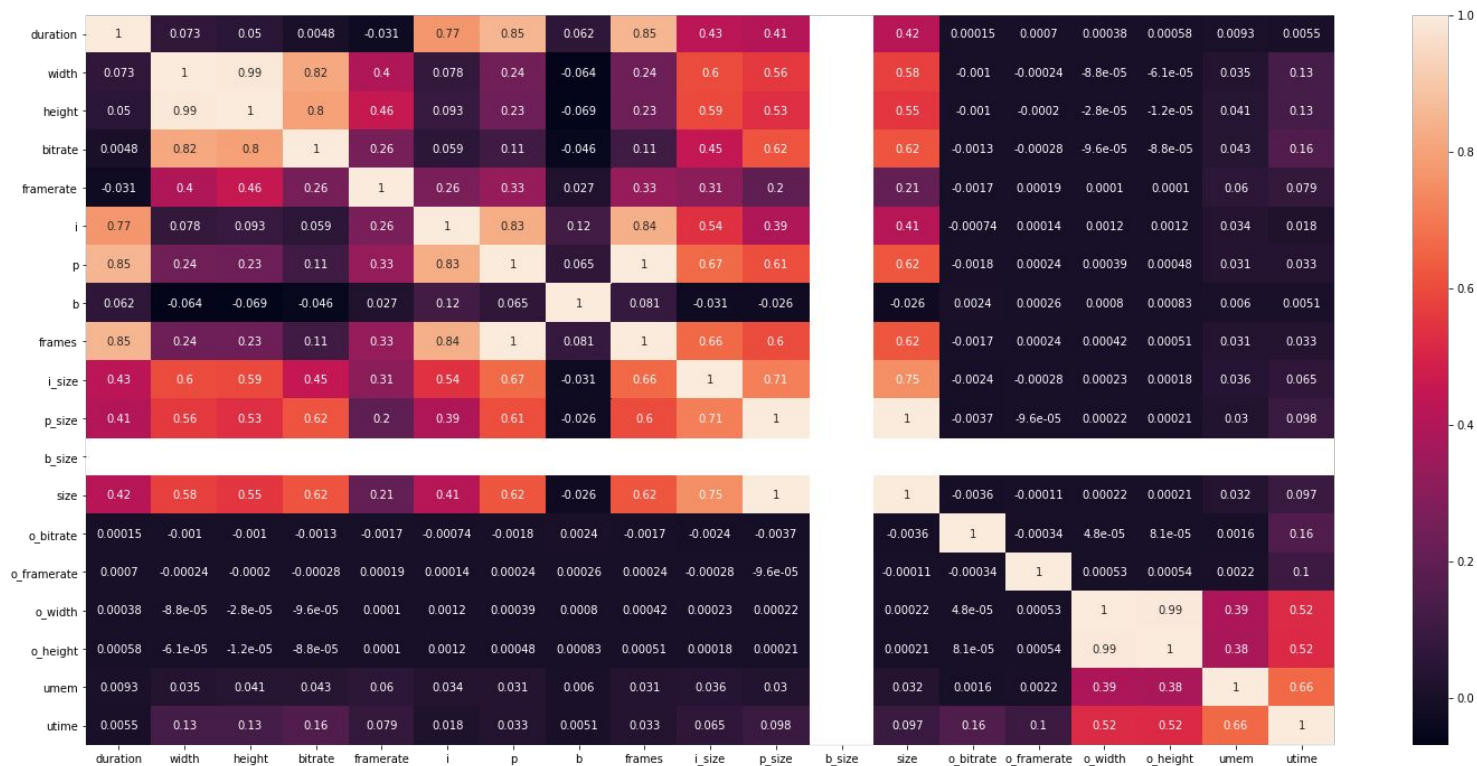 duration 1 0.073 0.05 0.0048 -0.031 0.77 0.85 0.062 0.85 0.43 0.41 0.42 0.00015 0.0007 0.00038 0.00058 0.0093 0.0055
width 0.073 1 0.99 0.82 0.4 0.078 0.24 -0.064 0.24 0.6 0.56 0.58 -0.001 -0.00024 -8.8e-05 -6.1e-05 0.035 0.13
height 0.05 0.99 1 0.8 0.46 0.093 0.23 -0.069 0.23 0.59 0.53 0.55 -0.001 -0.0002 -2.8e-05 -1.2e-05 0.041 0.13
bitrate 0.0048 0.82 0.8 1 0.26 0.059 0.11 -0.046 0.11 0.45 0.62 0.62 -0.0013 -0.00028 -9.6e-05 -8.8e-05 0.043 0.16
framerate -0.031 0.4 0.46 0.26 1 0.26 0.33 0.027 0.33 0.31 0.2 0.21 -0.0017 0.00019 0.0001 0.0001 0.06 0.079
i 0.77 0.078 0.093 0.059 0.26 1 0.83 0.12 0.84 0.54 0.39 0.41 -0.00074 0.00014 0.0012 0.0012 0.034 0.018
p 0.85 0.24 0.23 0.11 0.33 0.83 1 0.065 1 0.67 0.61 0.62 -0.0018 0.00024 0.00039 0.00048 0.031 0.033
b 0.062 -0.064 -0.069 -0.046 0.027 0.12 0.065 1 0.081 -0.031 -0.026 -0.026 0.0024 0.00026 0.0008 0.00083 0.006 0.0051
frames 0.85 0.24 0.23 0.11 0.33 0.84 1 0.081 1 0.66 0.6 0.62 -0.0017 0.00024 0.00042 0.00051 0.031 0.033
i_size 0.43 0.6 0.59 0.45 0.31 0.54 0.67 -0.031 0.66 1 0.71 0.75 -0.0024 -0.00028 0.00023 0.00018 0.036 0.065
p_size 0.41 0.56 0.53 0.62 0.2 0.39 0.61 -0.026 0.6 0.71 1 1 -0.0037 -9.6e-05 0.00022 0.00021 0.03 0.098
b_size
size 0.42 0.58 0.55 0.62 0.21 0.41 0.62 -0.026 0.62 0.75 1 1 -0.0036 -0.00011 0.00022 0.00021 0.032 0.097
o_bitrate 0.00015 -0.001 -0.001 -0.0013 -0.0017 -0.00074 -0.0018 0.0024 -0.0017 -0.0024 -0.0037 -0.0036 1 -0.00034 4.8e-05 8.1e-05 0.0016 0.16
o_framerate 0.0007 -0.00024 -0.0002 -0.00028 0.00019 0.00014 0.00024 0.00026 0.00024 -0.00028 -9.6e-05 -0.00011 -0.00034 1 0.00053 0.00054 0.0022 0.1
o_width 0.00038 -8.8e-05 -2.8e-05 -9.6e-05 0.0001 0.0012 0.00039 0.0008 0.00042 0.00023 0.00022 0.00022 4.8e-05 0.00053 1 0.99 0.39 0.52
o_height 0.00058 -6.1e-05 -1.2e-05 -8.8e-05 0.0001 0.0012 0.00048 0.00083 0.00051 0.00018 0.00021 0.00021 8.1e-05 0.00054 0.99 1 0.38 0.52
umem 0.0093 0.035 0.041 0.043 0.06 0.034 0.031 0.006 0.031 0.036 0.03 0.032 0.0016 0.0022 0.39 0.38 1 0.66
utime 0.0055 0.13 0.13 0.16 0.079 0.018 0.033 0.0051 0.033 0.065 0.098 0.097 0.16 0.1 0.52 0.52 0.66 1
duration width height bitrate framerate i p b frames i_size p_size b_size size o_bitrate o_framerate o_width o_height umem utime
1.0
0.8
0.6
0.4
0.2
0.0